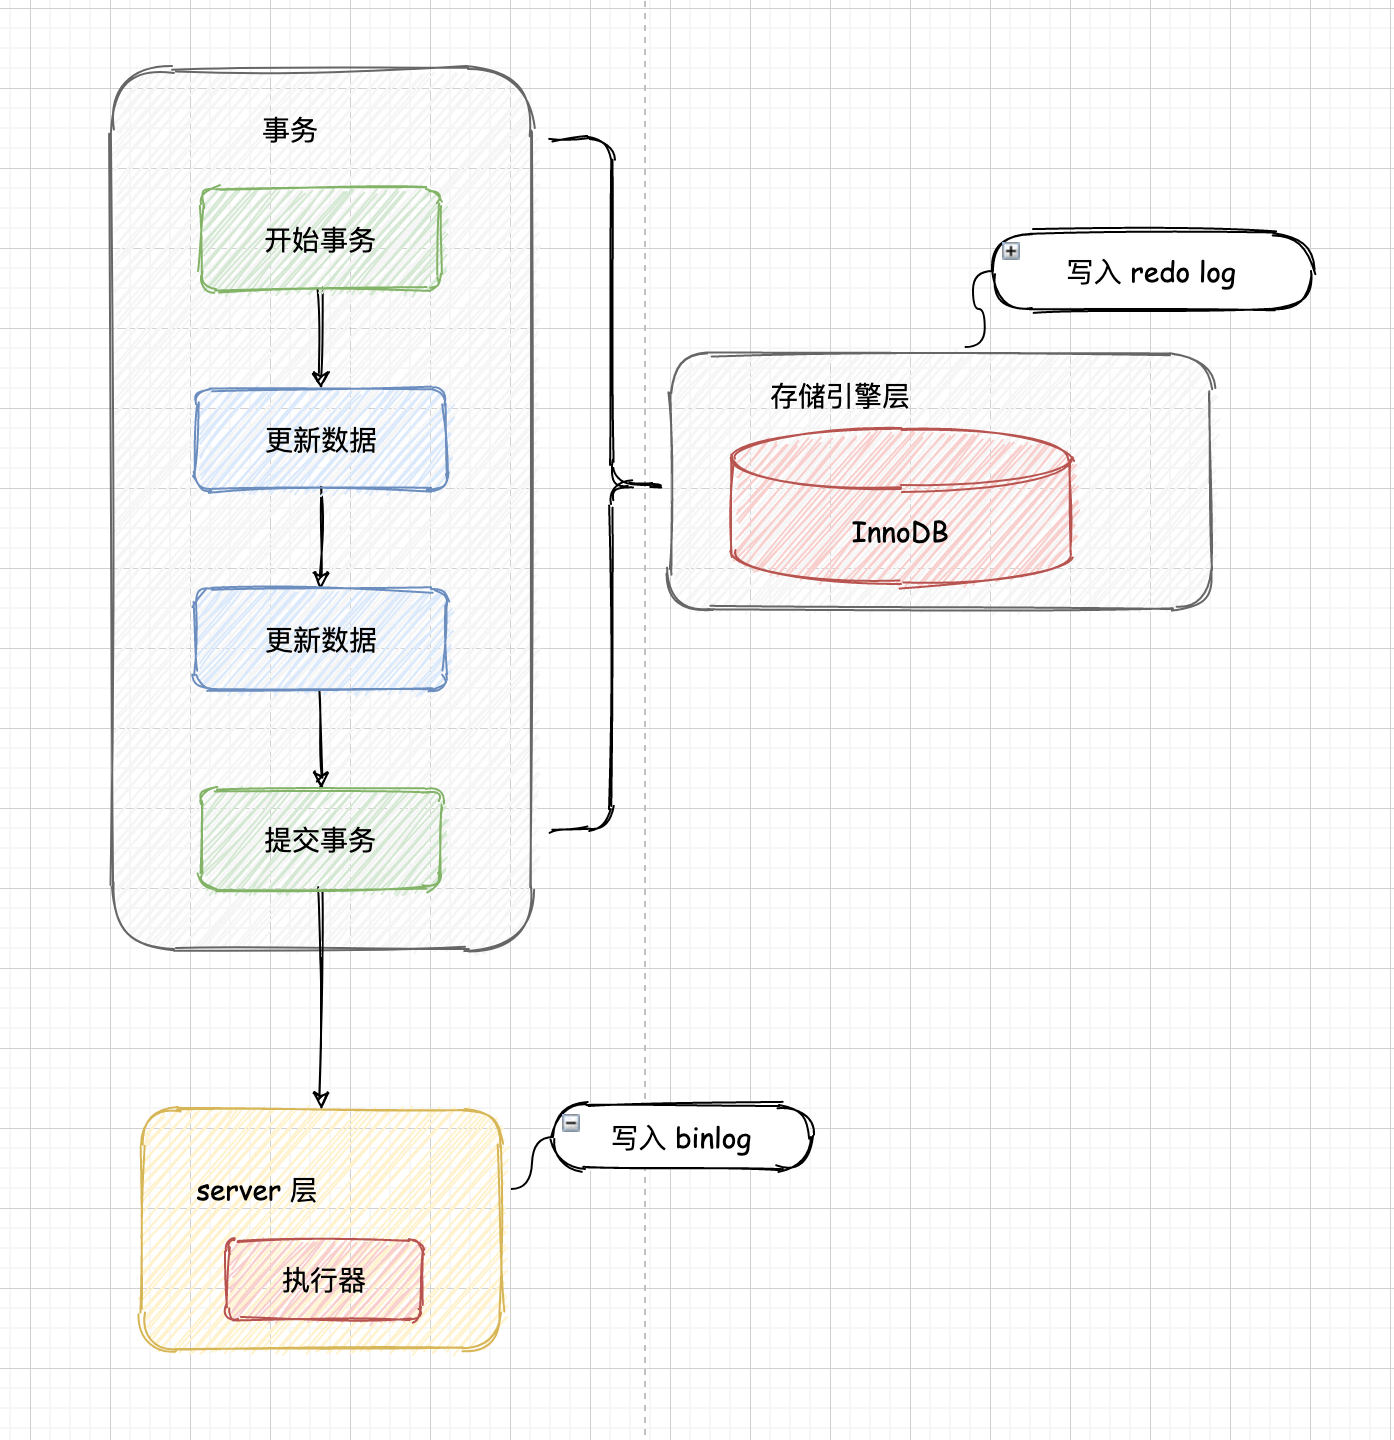 事务
开始事务
更新数据
更新数据
提交事务
写入 redo log
存储引擎层
InnoDB
写入 binlog
server 层
执行器